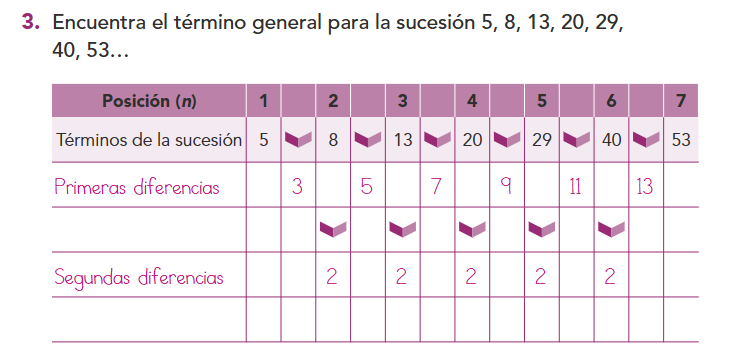 3. Encuentra el término general para la sucesión 5, 8, 13, 20, 29,
40, 53…
Posición (n) 1 2 3 4 5 6 7
Términos de la sucesión 5 8 13 20 29 40 53
Primeras diferencias 3 5 7 9 11 13
Segundas diferencias 2 2 2 2 2